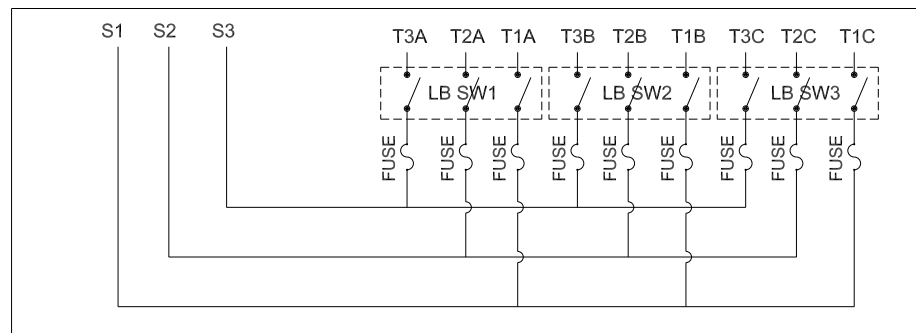 S1 S2 S3 T3A T2A T1A T3B T2B T1B T3C T2C T1C
LB SW1 LB SW2 LB SW3
FUSE FUSE FUSE FUSE FUSE FUSE FUSE FUSE FUSE